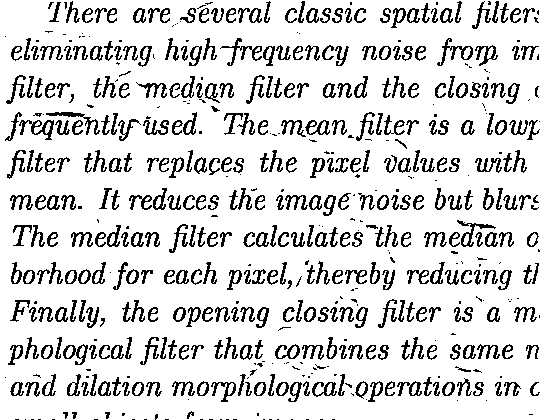 There are several classic spatial filters
eliminating high-frequency noise from im
filter, the median filter and the closing
frequently used. The mean filter is a lowp
filter that replaces the pixel values with
mean. It reduces the image noise but blurs
The median filter calculates the median o
borhood for each pixel, thereby reducing th
Finally, the opening closing filter is a m
phological filter that combines the same n
and dilation morphological operations in